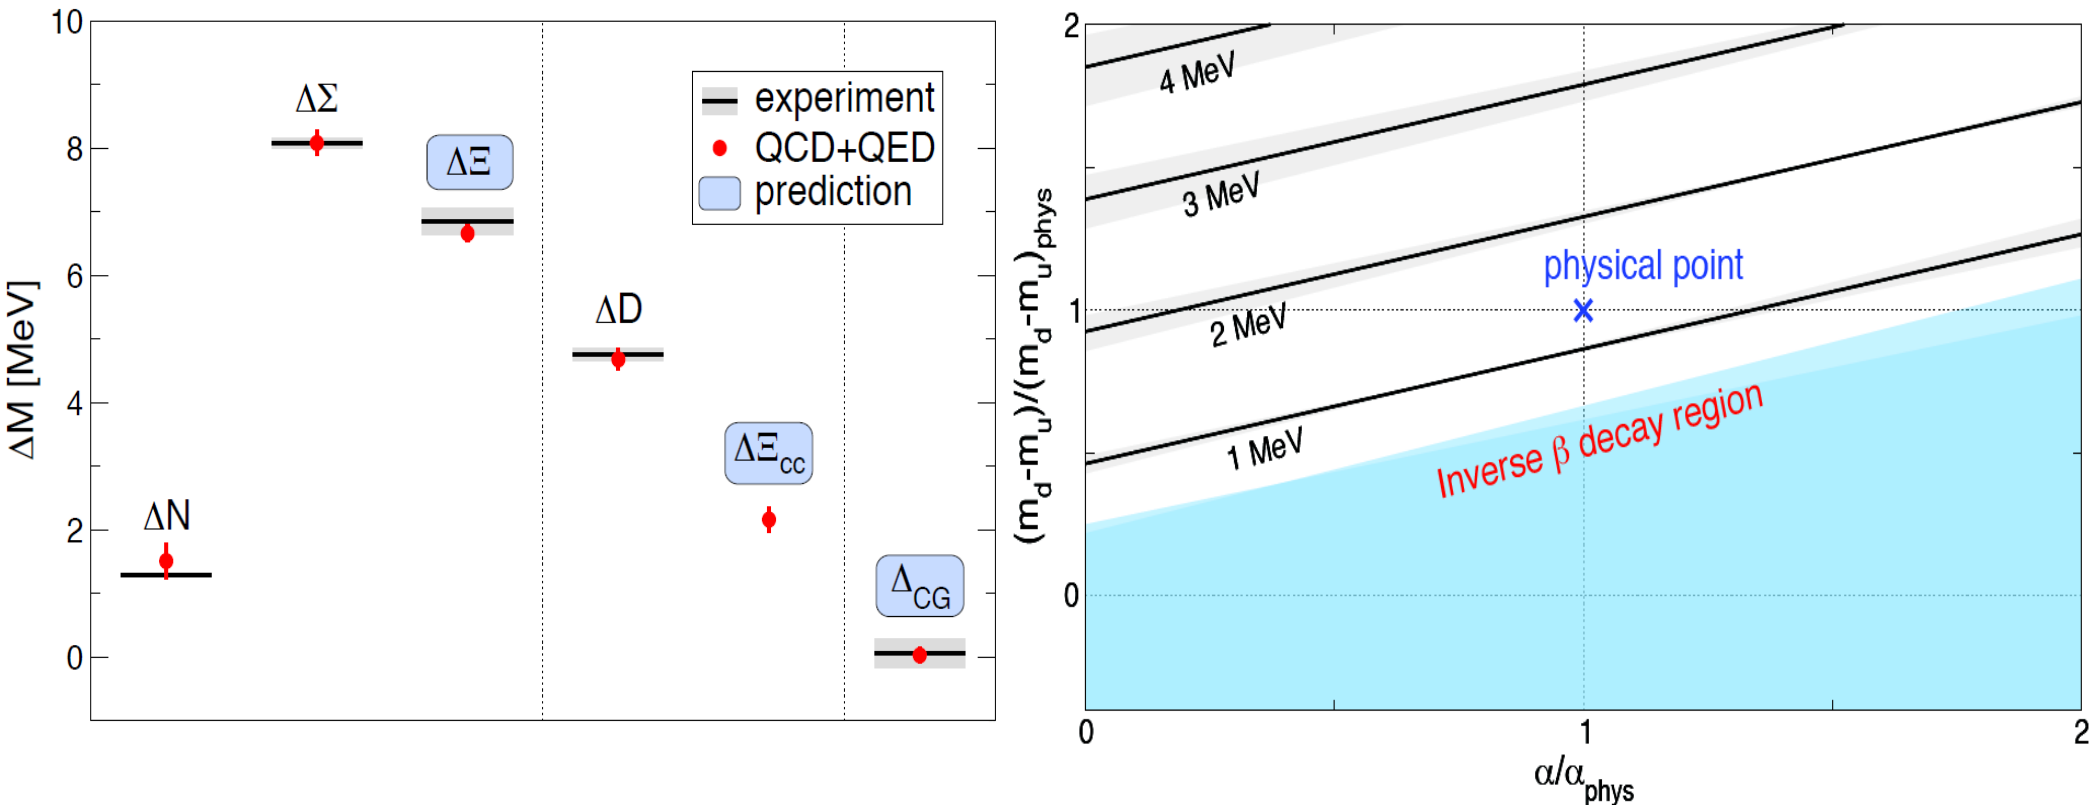 10
8
6
4
2
0
ΔM [MeV]
ΔN
ΔΣ
ΔΞ
ΔD
ΔΞcc
ΔCG
experiment
QCD+QED
prediction
2
1
0
(md-mu)/(md-mu)phys
4 MeV
3 MeV
2 MeV
1 MeV
physical point
Inverse β decay region
0
1
2
α/αphys